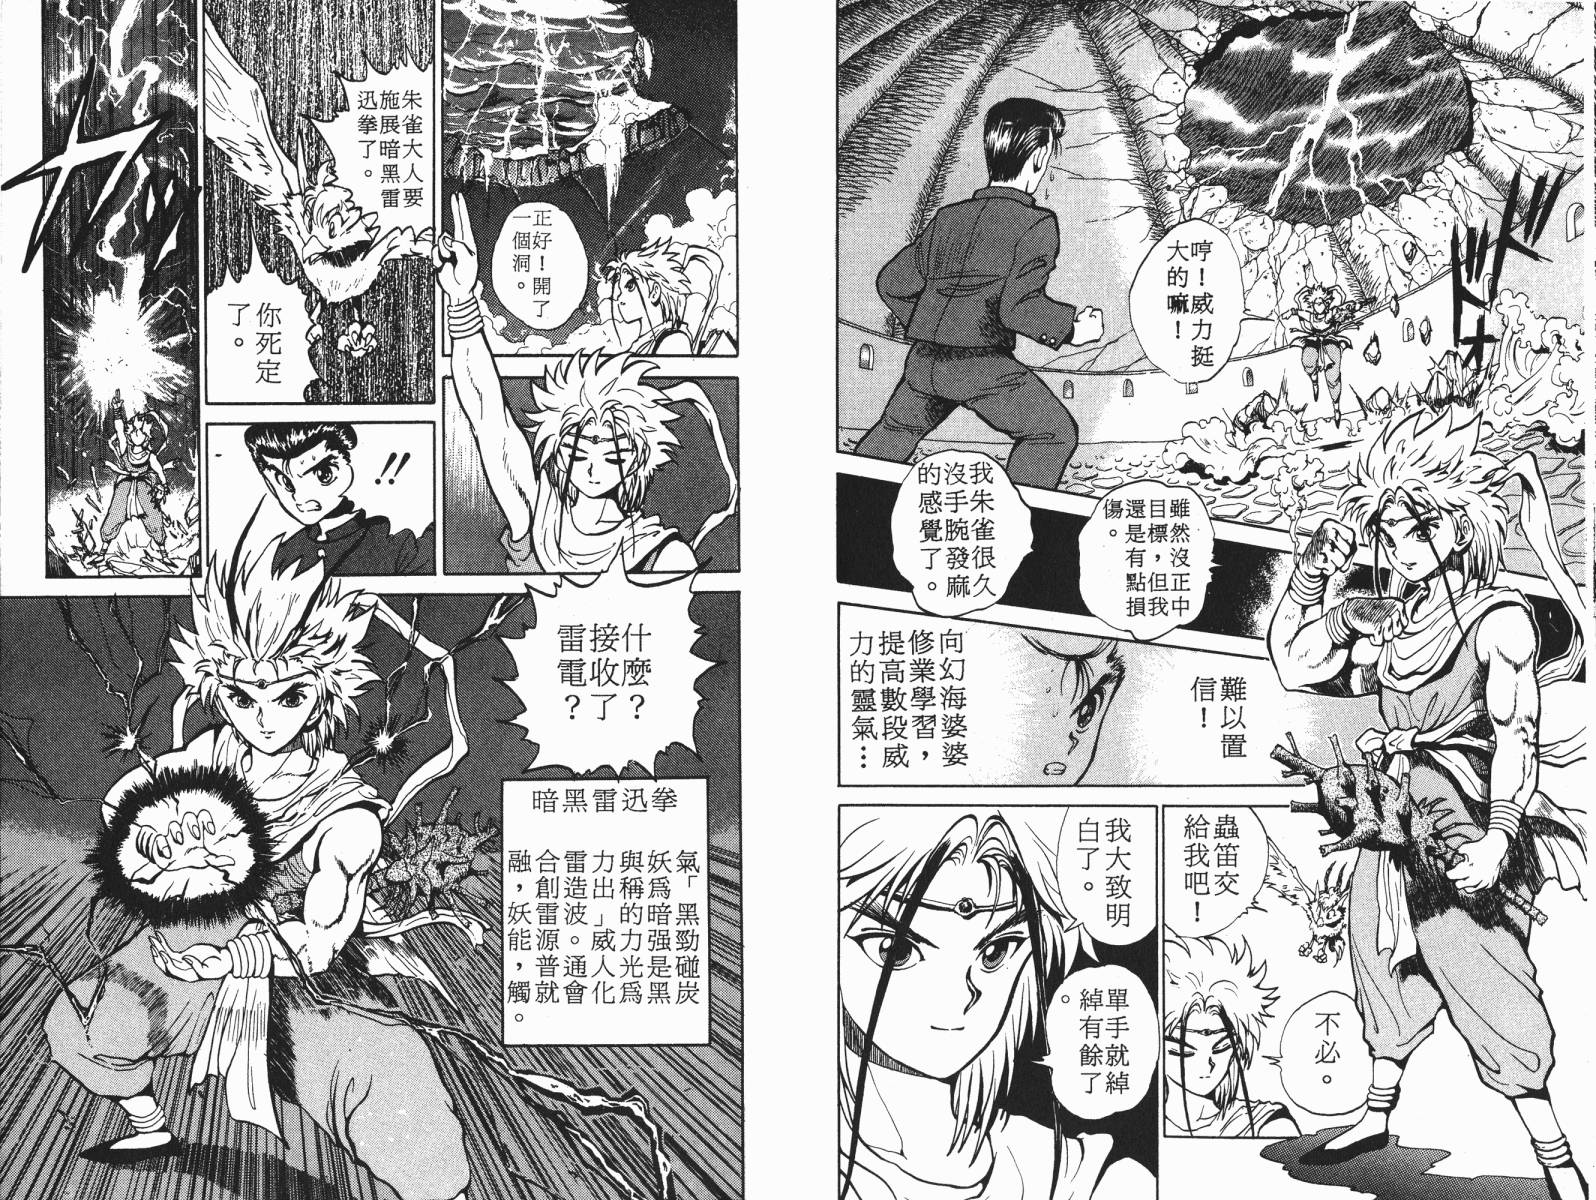 哼！威力挺
大的嘛！
雖然沒正中
目標，但我
還是有點損
傷。
我朱雀很久
沒手腕發麻
的感覺了。
難以置
信！
向幻海婆婆
修業學習，
提高數段威
力的靈氣…
蟲笛交
給我吧！
不必。
我大致明
白了。
單手就綽
綽有餘了
。
正好！開了
一個洞。
朱雀大人要
施展暗黑雷
迅拳了。
你死定
了。
!!
什麼？
接收了
雷電？
暗黑雷迅拳
氣「黑勁碰炭
妖為暗强是黑
與稱的力光為
力出」威人化
雷造波。通會
合創雷源普就
融，妖能，觸
。